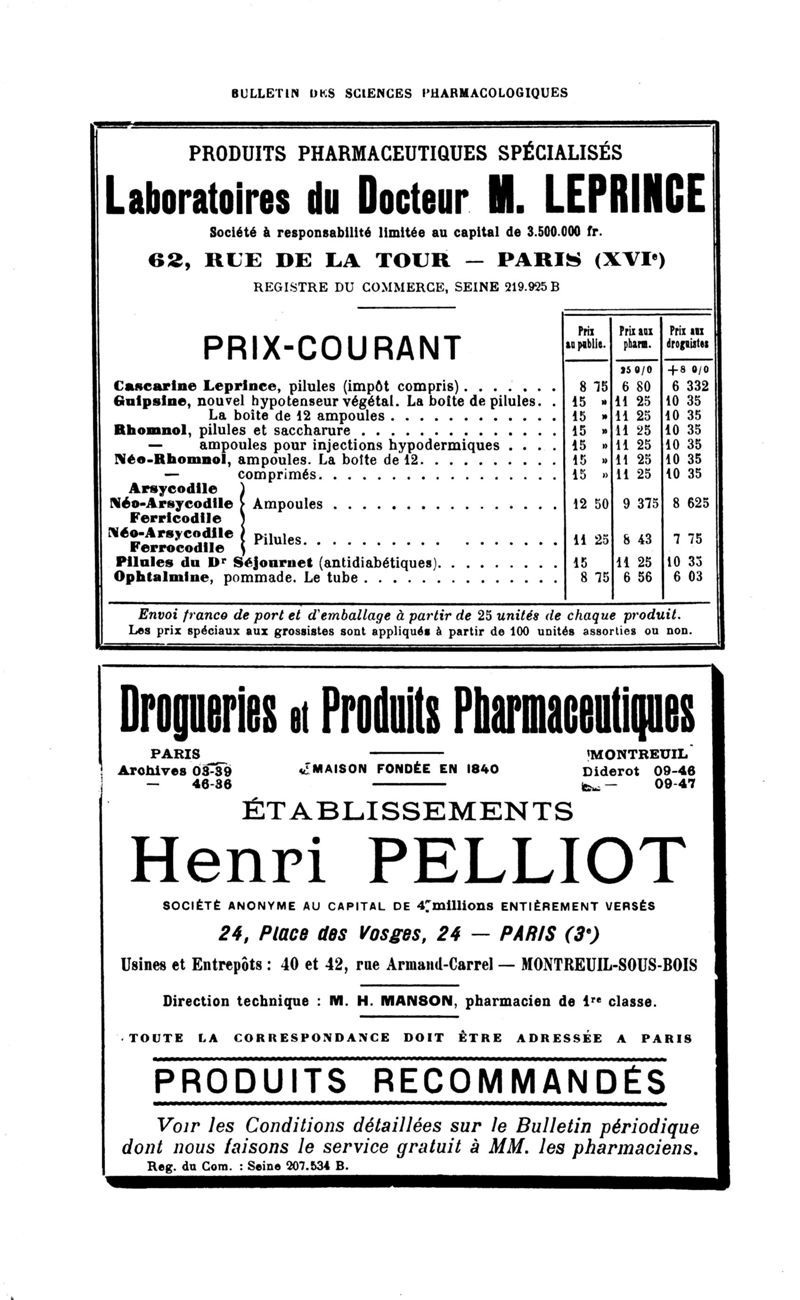 BULLETIN DES SCIENCES PHARMACOLOGIQUES
PRODUITS PHARMACEUTIQUES SPÉCIALISÉS
Laboratoires du Docteur M. LEPRINCE
Société à responsabilité limitée au capital de 3.500.000 fr.
62, RUE DE LA TOUR — PARIS (XVIe)
REGISTRE DU COMMERCE, SEINE 219.925 B
PRIX-COURANT
Prix au public. Prix aux pharm. Prix aux droguistes
25 0/0 +8 0/0
Cascarine Leprince, pilules (impôt compris) . . . . . . . 8 75 6 80 6 332
Guipsine, nouvel hypotenseur végétal. La boîte de pilules. . 15 » 11 25 10 35
La boîte de 12 ampoules . . . . . . . . . . . . 15 » 11 25 10 35
Rhomnol, pilules et saccharure . . . . . . . . . . . . . . 15 » 11 25 10 35
— ampoules pour injections hypodermiques . . . . 15 » 11 25 10 35
Néo-Rhomnol, ampoules. La boîte de 12. . . . . . . . . . 15 » 11 25 10 35
— comprimés. . . . . . . . . . . . . . . . . 15 » 11 25 10 35
Arsycodile
Néo-Arsycodile } Ampoules . . . . . . . . . . . . . . . . 12 50 9 375 8 625
Ferricodile
Néo-Arsycodile
Ferrocodile } Pilules. . . . . . . . . . . . . . . . . 11 25 8 43 7 75
Pilules du Dr Séjournet (antidiabétiques). . . . . . . . . 15 11 25 10 35
Ophtalmine, pommade. Le tube . . . . . . . . . . . . . . 8 75 6 56 6 03
Envoi franco de port et d'emballage à partir de 25 unités de chaque produit.
Les prix spéciaux aux grossistes sont appliqués à partir de 100 unités assorties ou non.
Drogueries et Produits Pharmaceutiques
PARIS
Archives 03-39
— 46-36
MAISON FONDÉE EN 1840
MONTREUIL
Diderot 09-46
— 09-47
ÉTABLISSEMENTS
Henri PELLIOT
SOCIÉTÉ ANONYME AU CAPITAL DE 4 millions ENTIÈREMENT VERSÉS
24, Place des Vosges, 24 — PARIS (3e)
Usines et Entrepôts : 40 et 42, rue Armand-Carrel — MONTREUIL-SOUS-BOIS
Direction technique : M. H. MANSON, pharmacien de 1re classe.
TOUTE LA CORRESPONDANCE DOIT ÊTRE ADRESSÉE A PARIS
PRODUITS RECOMMANDÉS
Voir les Conditions détaillées sur le Bulletin périodique
dont nous faisons le service gratuit à MM. les pharmaciens.
Reg. du Com. : Seine 207.534 B.